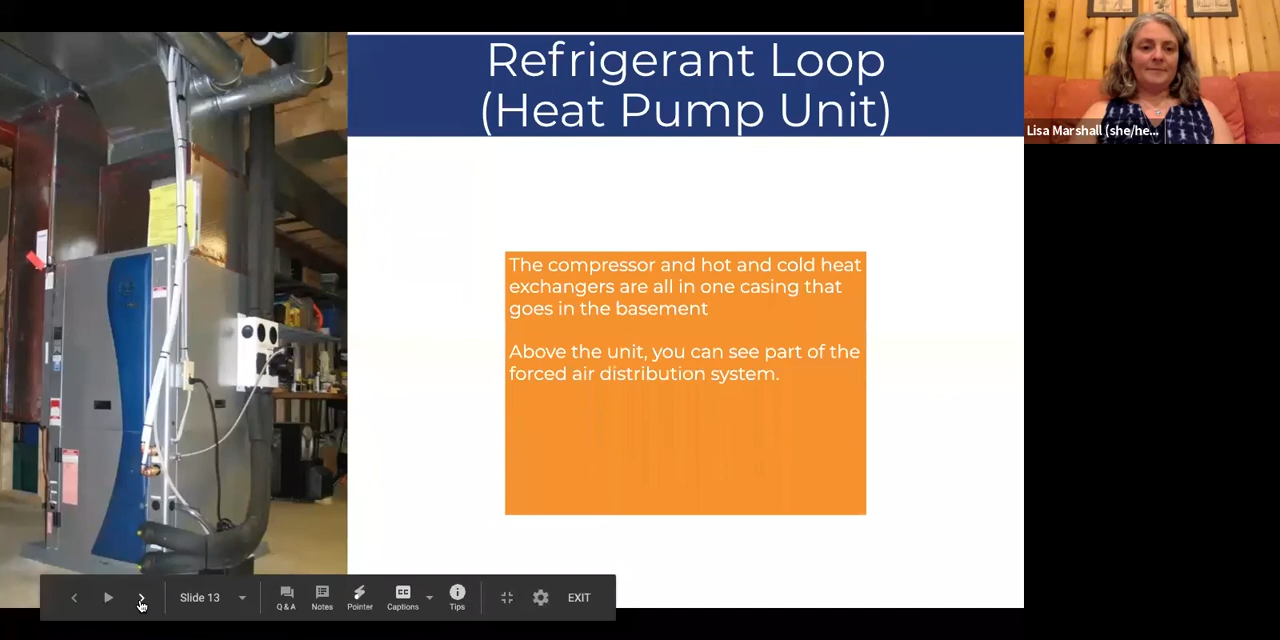 Refrigerant Loop
(Heat Pump Unit)
Lisa Marshall (she/he...
The compressor and hot and cold heat
exchangers are all in one casing that
goes in the basement
Above the unit, you can see part of the
forced air distribution system.
Slide 13
Q & A
Notes
Pointer
CC
Captions
Tips
EXIT